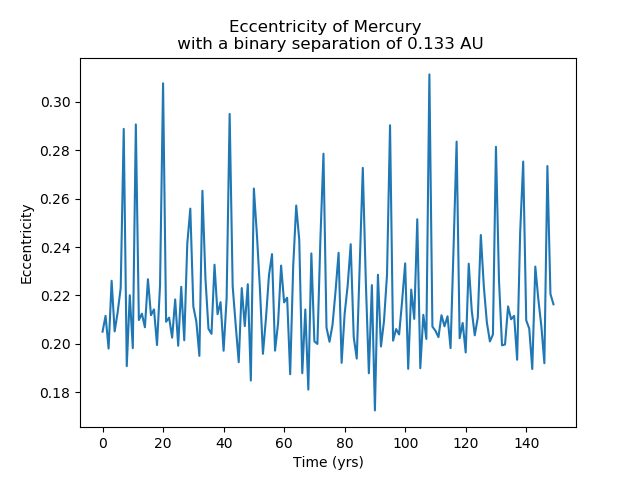 Eccentricity of Mercury
with a binary separation of 0.133 AU
0.30
0.28
0.26
0.24
0.22
0.20
0.18
Eccentricity
0 20 40 60 80 100 120 140
Time (yrs)